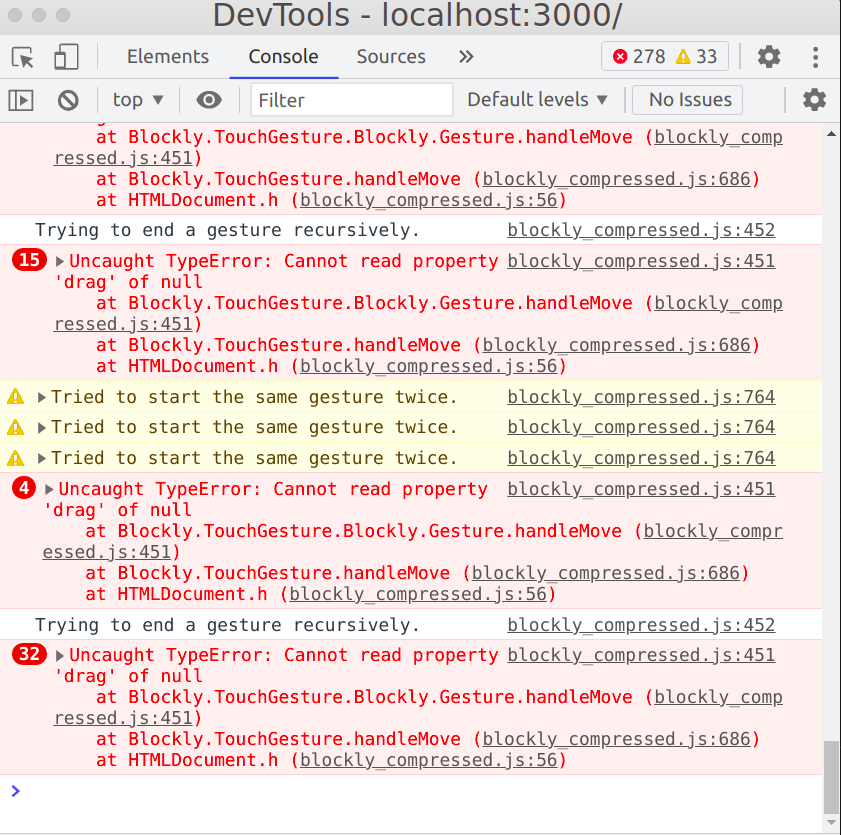 DevTools - localhost:3000/
Elements Console Sources »
278 33
top Filter Default levels No Issues
at Blockly.TouchGesture.Blockly.Gesture.handleMove (blockly_comp
ressed.js:451)
at Blockly.TouchGesture.handleMove (blockly_compressed.js:686)
at HTMLDocument.h (blockly_compressed.js:56)
Trying to end a gesture recursively. blockly_compressed.js:452
15 Uncaught TypeError: Cannot read property blockly_compressed.js:451
'drag' of null
at Blockly.TouchGesture.Blockly.Gesture.handleMove (blockly_comp
ressed.js:451)
at Blockly.TouchGesture.handleMove (blockly_compressed.js:686)
at HTMLDocument.h (blockly_compressed.js:56)
Tried to start the same gesture twice. blockly_compressed.js:764
Tried to start the same gesture twice. blockly_compressed.js:764
Tried to start the same gesture twice. blockly_compressed.js:764
4 Uncaught TypeError: Cannot read property blockly_compressed.js:451
'drag' of null
at Blockly.TouchGesture.Blockly.Gesture.handleMove (blockly_compr
essed.js:451)
at Blockly.TouchGesture.handleMove (blockly_compressed.js:686)
at HTMLDocument.h (blockly_compressed.js:56)
Trying to end a gesture recursively. blockly_compressed.js:452
32 Uncaught TypeError: Cannot read property blockly_compressed.js:451
'drag' of null
at Blockly.TouchGesture.Blockly.Gesture.handleMove (blockly_comp
ressed.js:451)
at Blockly.TouchGesture.handleMove (blockly_compressed.js:686)
at HTMLDocument.h (blockly_compressed.js:56)